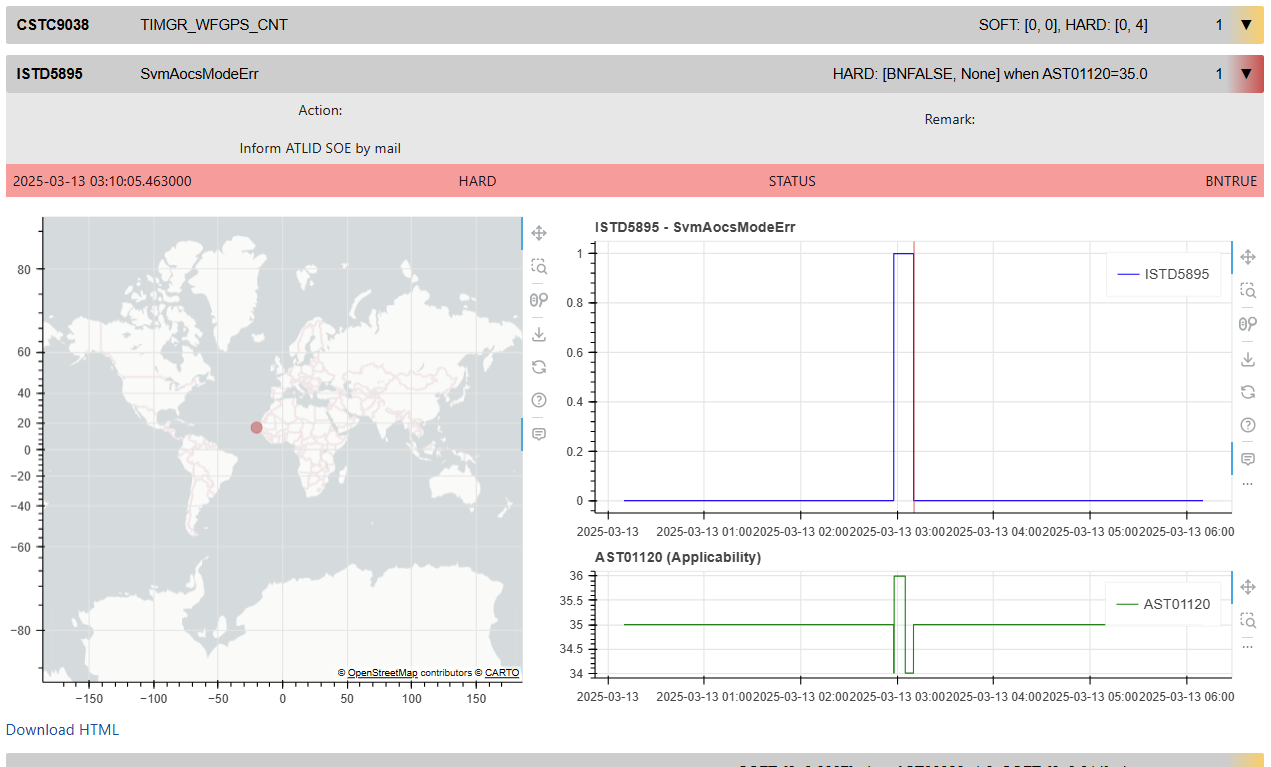 CSTC9038 TIMGR_WFGPS_CNT SOFT: [0, 0], HARD: [0, 4] 1 ▼
ISTD5895 SvmAocsModeErr HARD: [BNFALSE, None] when AST01120=35.0 1 ▼
Action:
Remark:
Inform ATLID SOE by mail
2025-03-13 03:10:05.463000 HARD STATUS BNTRUE
80
60
40
20
0
−20
−40
−60
−80
© OpenStreetMap contributors © CARTO
−150 −100 −50 0 50 100 150
ISTD5895 - SvmAocsModeErr
ISTD5895
1
0.8
0.6
0.4
0.2
0
2025-03-13 2025-03-13 01:00 2025-03-13 02:00 2025-03-13 03:00 2025-03-13 04:00 2025-03-13 05:00 2025-03-13 06:00
AST01120 (Applicability)
AST01120
36
35.5
35
34.5
34
2025-03-13 2025-03-13 01:00 2025-03-13 02:00 2025-03-13 03:00 2025-03-13 04:00 2025-03-13 05:00 2025-03-13 06:00
Download HTML